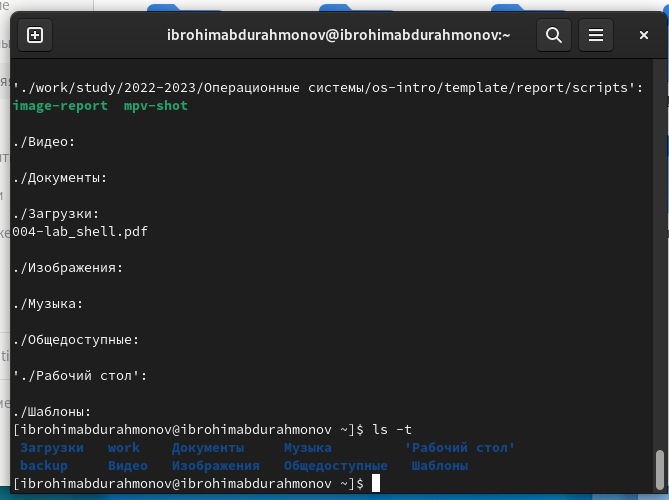 ibrohimabdurahmonov@ibrohimabdurahmonov:~
'./work/study/2022-2023/Операционные системы/os-intro/template/report/scripts':
image-report  mpv-shot
./Видео:
./Документы:
./Загрузки:
004-lab_shell.pdf
./Изображения:
./Музыка:
./Общедоступные:
'./Рабочий стол':
./Шаблоны:
[ibrohimabdurahmonov@ibrohimabdurahmonov ~]$ ls -t
Загрузки  work  Документы  Музыка  'Рабочий стол'
backup  Видео  Изображения  Общедоступные  Шаблоны
[ibrohimabdurahmonov@ibrohimabdurahmonov ~]$